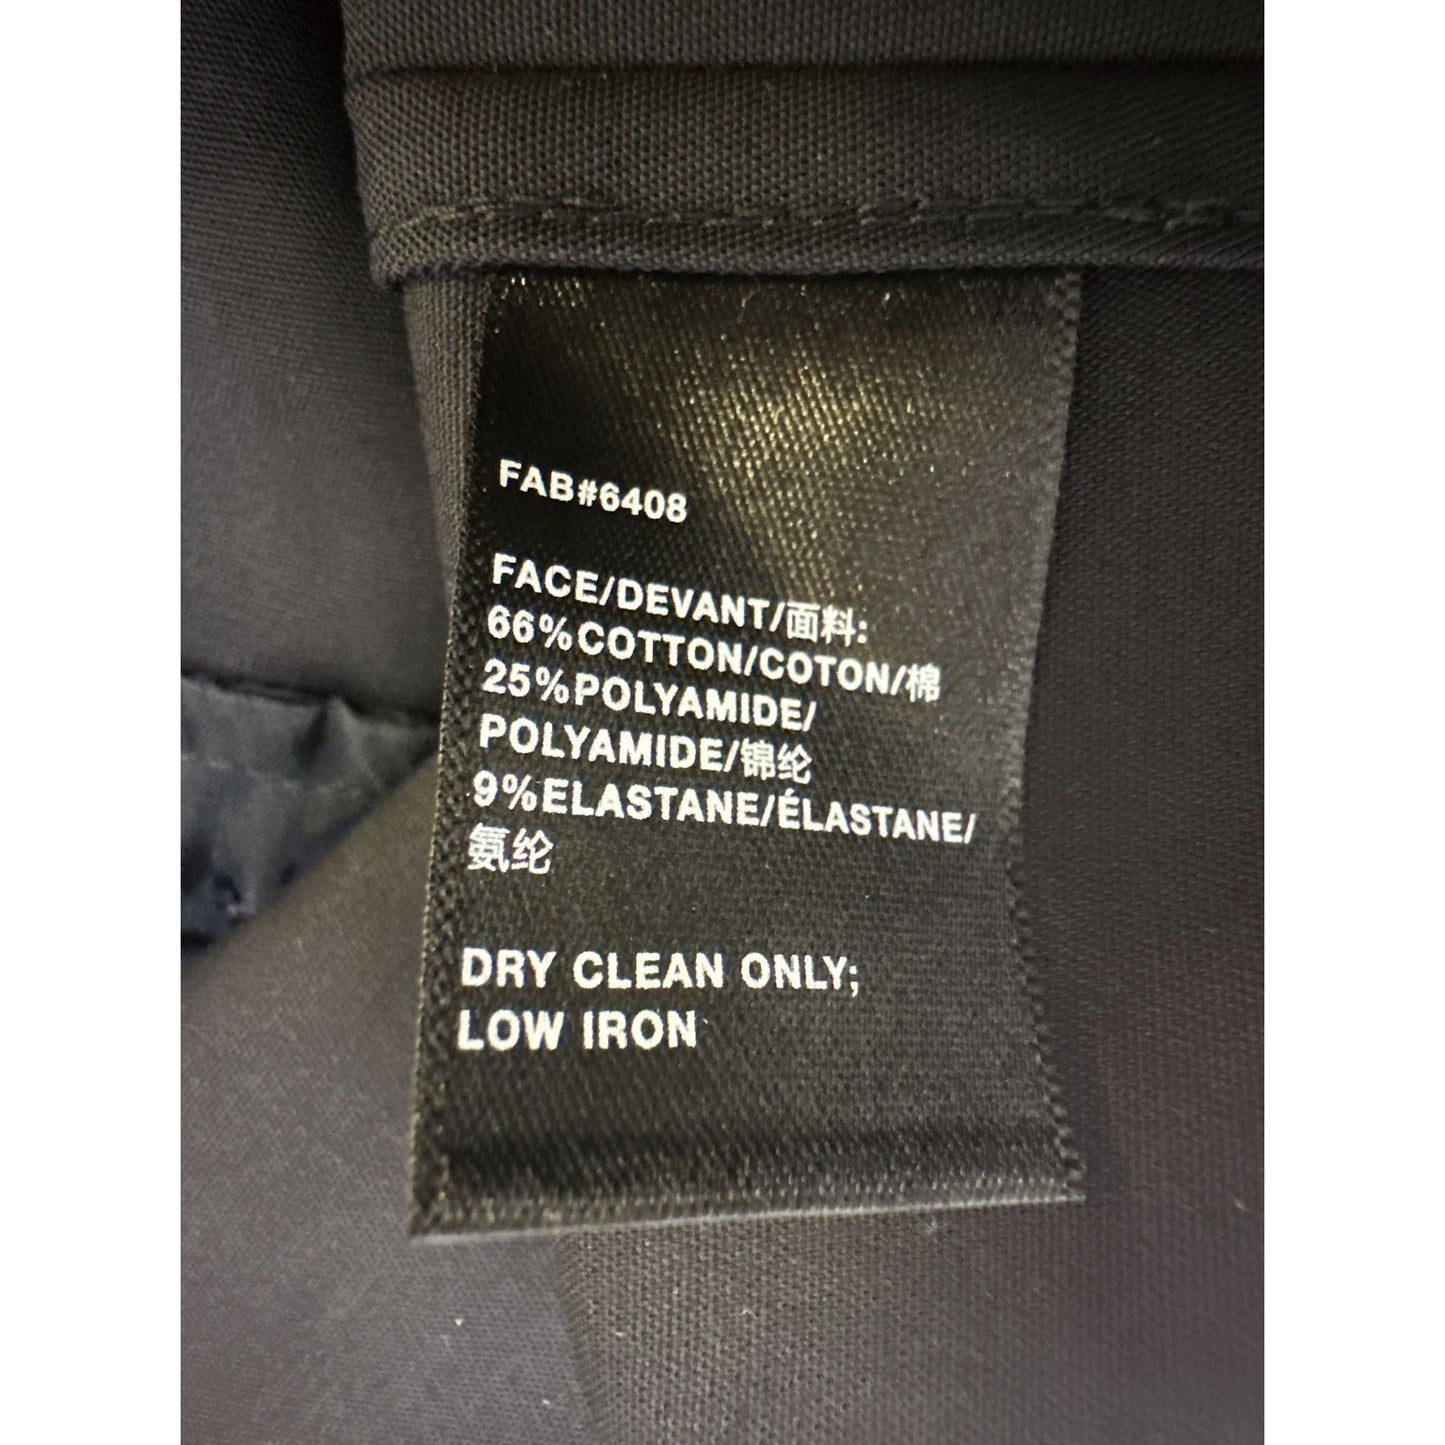 FAB#6408
FACE/DEVANT/面料:
66%COTTON/COTON/棉
25%POLYAMIDE/
POLYAMIDE/锦纶
9%ELASTANE/ÉLASTANE/
氨纶
DRY CLEAN ONLY;
LOW IRON